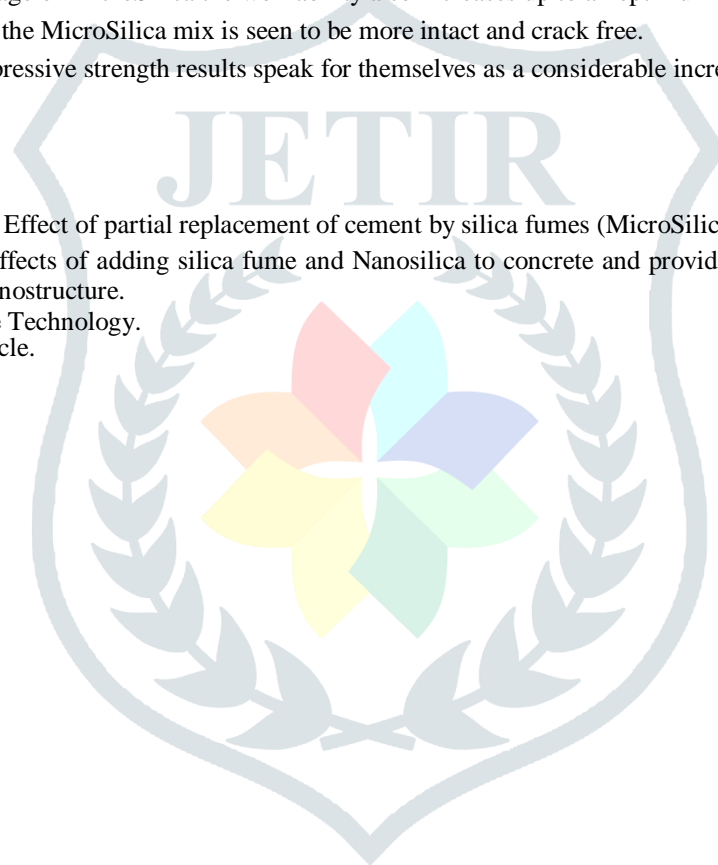 the MicroSilica mix is seen to be more intact and crack free.
pressive strength results speak for themselves as a considerable incre
JETIR
Effect of partial replacement of cement by silica fumes (MicroSilic
ffects of adding silica fume and Nanosilica to concrete and provid
nostructure.
e Technology.
cle.